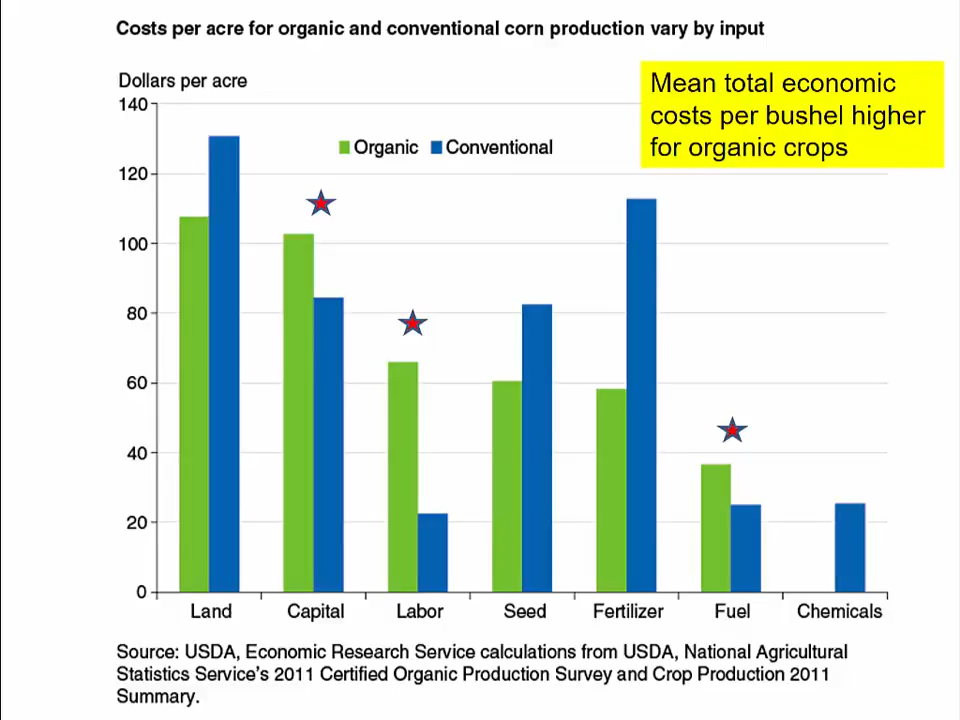 Costs per acre for organic and conventional corn production vary by input
Dollars per acre
Mean total economic
costs per bushel higher
for organic crops
Organic Conventional
140
120
100
80
60
40
20
0
Land Capital Labor Seed Fertilizer Fuel Chemicals
Source: USDA, Economic Research Service calculations from USDA, National Agricultural
Statistics Service's 2011 Certified Organic Production Survey and Crop Production 2011
Summary.